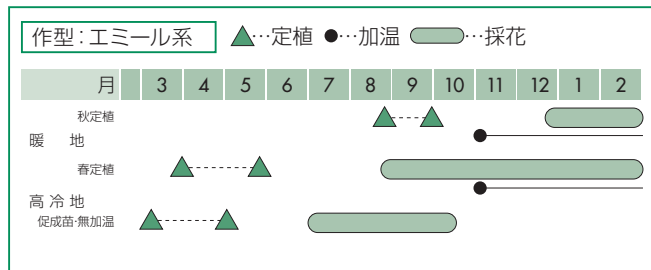 作型:エミール系 ▲…定植 ●…加温 …採花
月 3 4 5 6 7 8 9 10 11 12 1 2
秋定植
暖 地
春定植
高冷地
促成苗・無加温